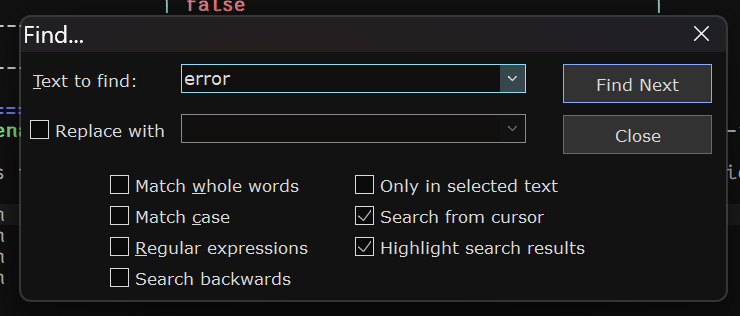 | false |
Find...
Text to find: error Find Next
ena
Replace with Close
s
Match whole words Only in selected text
Match case Search from cursor
Regular expressions Highlight search results
Search backwards